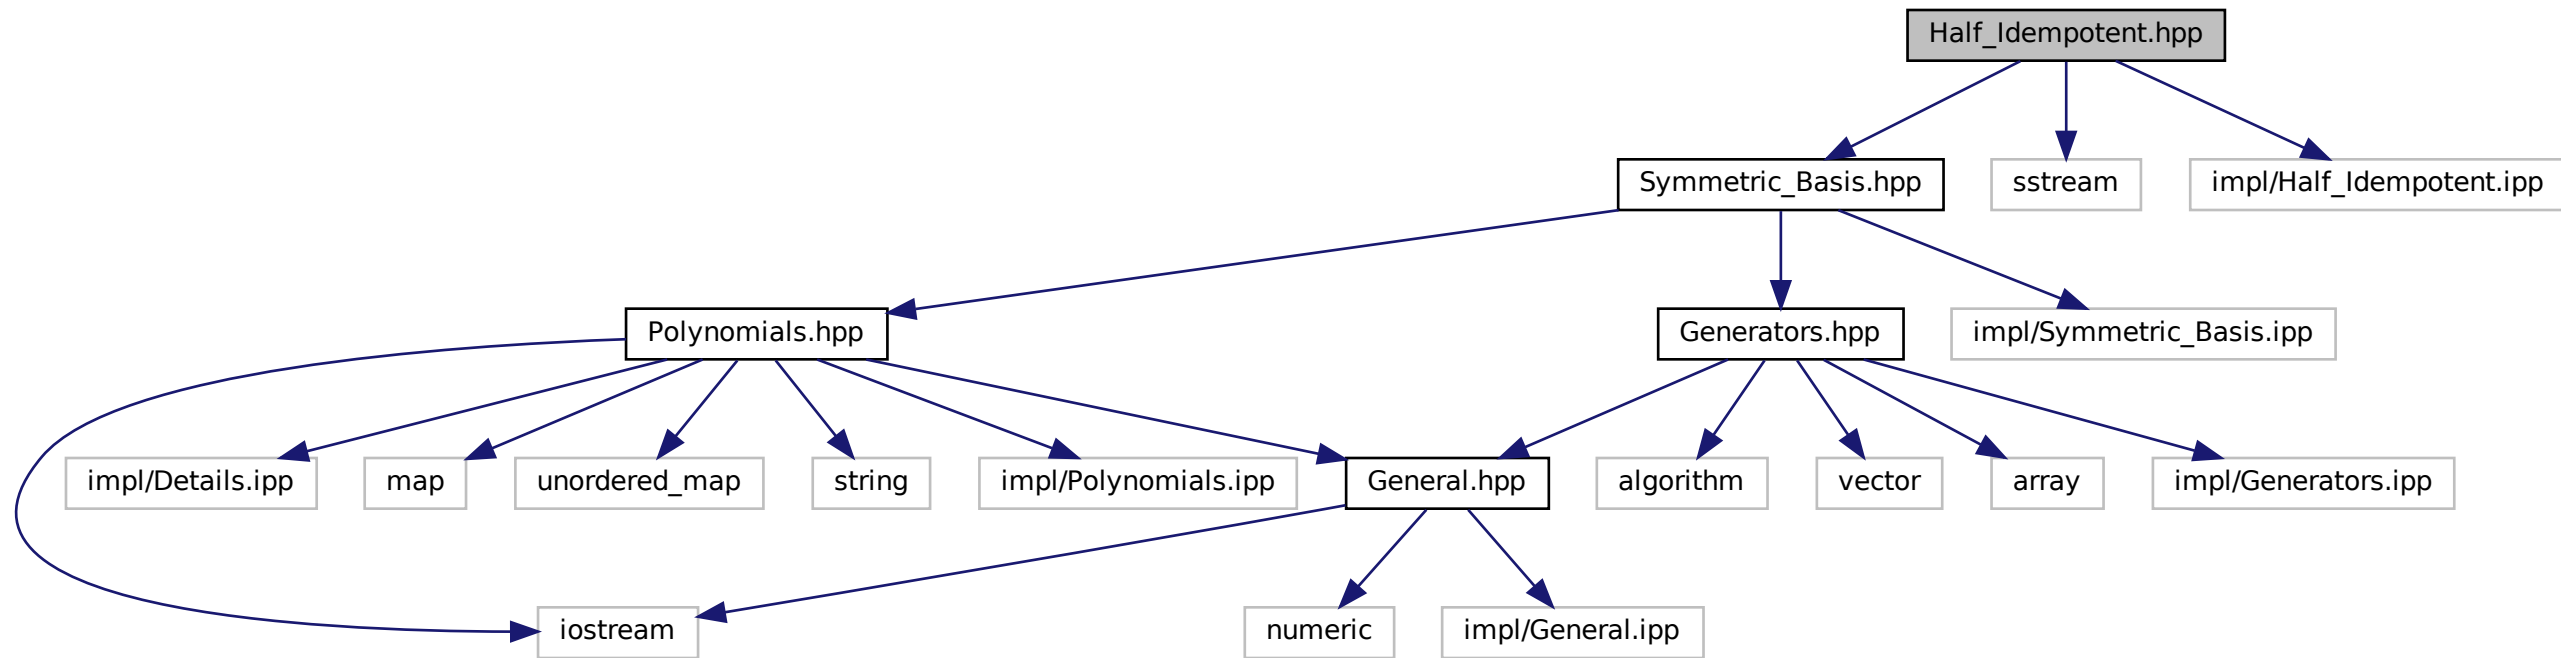 Half_Idempotent.hpp
Symmetric_Basis.hpp
sstream
impl/Half_Idempotent.ipp
Polynomials.hpp
Generators.hpp
impl/Symmetric_Basis.ipp
impl/Details.ipp
map
unordered_map
string
impl/Polynomials.ipp
General.hpp
algorithm
vector
array
impl/Generators.ipp
iostream
numeric
impl/General.ipp